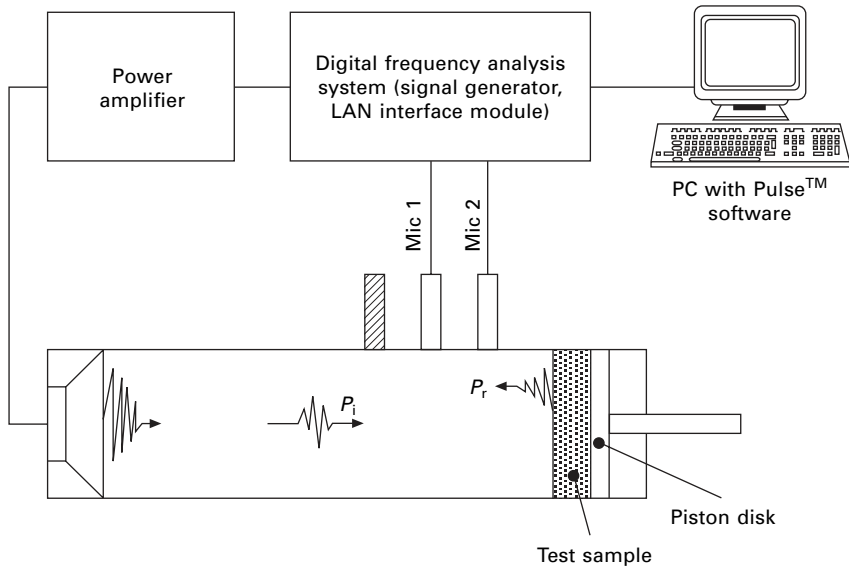 Power
amplifier
Digital frequency analysis
system (signal generator,
LAN interface module)
PC with Pulse™
software
Mic 1
Mic 2
Pi
Pr
Piston disk
Test sample